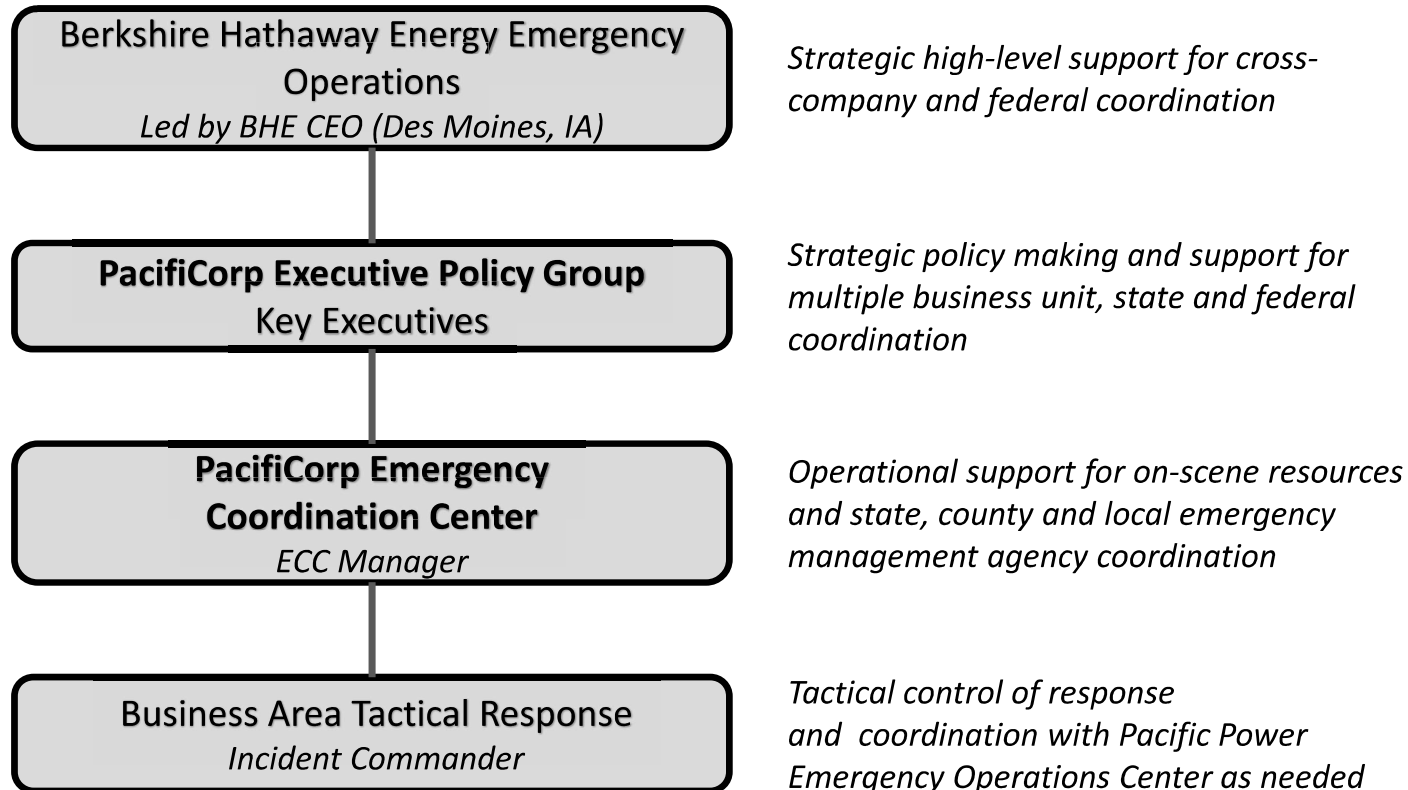 Berkshire Hathaway Energy Emergency
Operations
Led by BHE CEO (Des Moines, IA)
Strategic high-level support for cross-
company and federal coordination
PacifiCorp Executive Policy Group
Key Executives
Strategic policy making and support for
multiple business unit, state and federal
coordination
PacifiCorp Emergency
Coordination Center
ECC Manager
Operational support for on-scene resources
and state, county and local emergency
management agency coordination
Business Area Tactical Response
Incident Commander
Tactical control of response
and  coordination with Pacific Power
Emergency Operations Center as needed